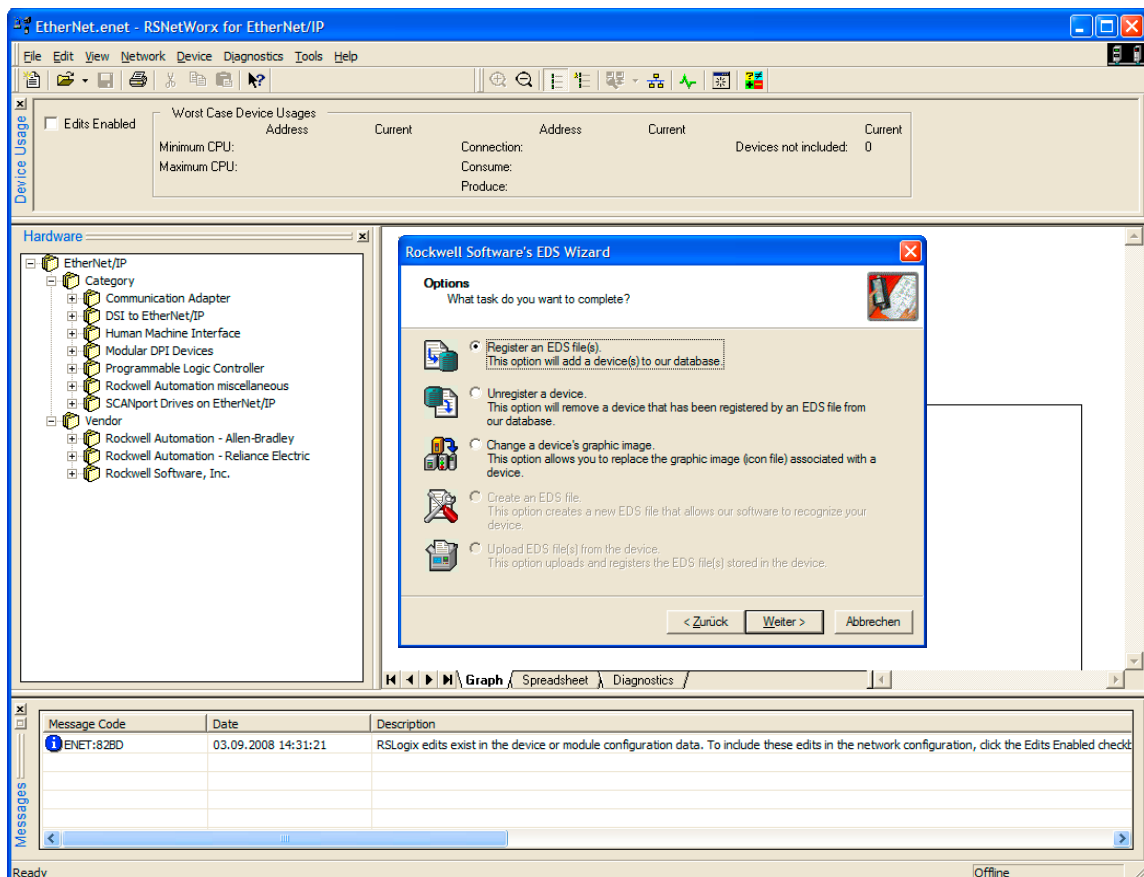 EtherNet.enet - RSNetWorx for EtherNet/IP
File Edit View Network Device Diagnostics Tools Help
Device Usage
Edits Enabled
Worst Case Device Usages
Address Current Address Current Current
Minimum CPU: Connection: Devices not included: 0
Maximum CPU: Consume:
Produce:
Hardware
EtherNet/IP
Category
Communication Adapter
DSI to EtherNet/IP
Human Machine Interface
Modular DPI Devices
Programmable Logic Controller
Rockwell Automation miscellaneous
SCANport Drives on EtherNet/IP
Vendor
Rockwell Automation - Allen-Bradley
Rockwell Automation - Reliance Electric
Rockwell Software, Inc.
Rockwell Software's EDS Wizard
Options
What task do you want to complete?
Register an EDS file(s).
This option will add a device(s) to our database.
Unregister a device.
This option will remove a device that has been registered by an EDS file from
our database.
Change a device's graphic image.
This option allows you to replace the graphic image (icon file) associated with a
device.
Create an EDS file.
This option creates a new EDS file that allows our software to recognize your
device.
Upload EDS file(s) from the device.
This option uploads and registers the EDS file(s) stored in the device.
< Zurück Weiter > Abbrechen
Graph Spreadsheet Diagnostics
Messages
Message Code Date Description
ENET:82BD 03.09.2008 14:31:21 RSLogix edits exist in the device or module configuration data. To include these edits in the network configuration, click the Edits Enabled checkb
Ready Offline